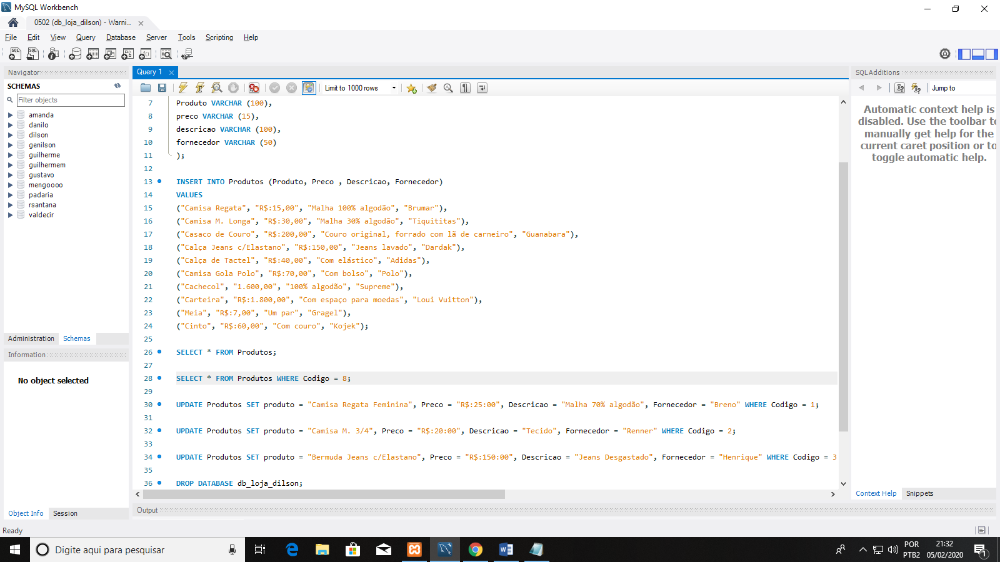 MySQL Workbench
0502 (db_loja_dilson) - Warni...
File Edit View Query Database Server Tools Scripting Help
Navigator
SCHEMAS
Filter objects
amanda
danilo
dilson
genilson
guilherme
guilhermem
gustavo
mengoooo
padaria
rsantana
valdecir
Administration Schemas
Information
No object selected
Object Info Session
Query 1
Limit to 1000 rows
7 Produto VARCHAR (100),
8 preco VARCHAR (15),
9 descricao VARCHAR (100),
10 fornecedor VARCHAR (50)
11 );
12
13 INSERT INTO Produtos (Produto, Preco , Descricao, Fornecedor)
14 VALUES
15 ("Camisa Regata", "R$:15,00", "Malha 100% algodão", "Brumar"),
16 ("Camisa M. Longa", "R$:30,00", "Malha 30% algodão", "Tiquititas"),
17 ("Casaco de Couro", "R$:200,00", "Couro original, forrado com lã de carneiro", "Guanabara"),
18 ("Calça Jeans c/Elastano", "R$:150,00", "Jeans lavado", "Dardak"),
19 ("Calça de Tactel", "R$:40,00", "Com elástico", "Adidas"),
20 ("Camisa Gola Polo", "R$:70,00", "Com bolso", "Polo"),
21 ("Cachecol", "1.600,00", "100% algodão", "Supreme"),
22 ("Carteira", "R$:1.800,00", "Com espaço para moedas", "Loui Vuitton"),
23 ("Meia", "R$:7,00", "Um par", "Gragel"),
24 ("Cinto", "R$:60,00", "Com couro", "Kojek");
25
26 SELECT * FROM Produtos;
27
28 SELECT * FROM Produtos WHERE Codigo = 8;
29
30 UPDATE Produtos SET produto = "Camisa Regata Feminina", Preco = "R$:25:00", Descricao = "Malha 70% algodão", Fornecedor = "Breno" WHERE Codigo = 1;
31
32 UPDATE Produtos SET produto = "Camisa M. 3/4", Preco = "R$:20:00", Descricao = "Tecido", Fornecedor = "Renner" WHERE Codigo = 2;
33
34 UPDATE Produtos SET produto = "Bermuda Jeans c/Elastano", Preco = "R$:150:00", Descricao = "Jeans Desgastado", Fornecedor = "Henrique" WHERE Codigo = 3
35
36 DROP DATABASE db_loja_dilson;
Output
SQLAdditions
Jump to
Automatic context help is
disabled. Use the toolbar to
manually get help for the
current caret position or to
toggle automatic help.
Context Help Snippets
Ready
Digite aqui para pesquisar
POR
PTB2
21:32
05/02/2020
1